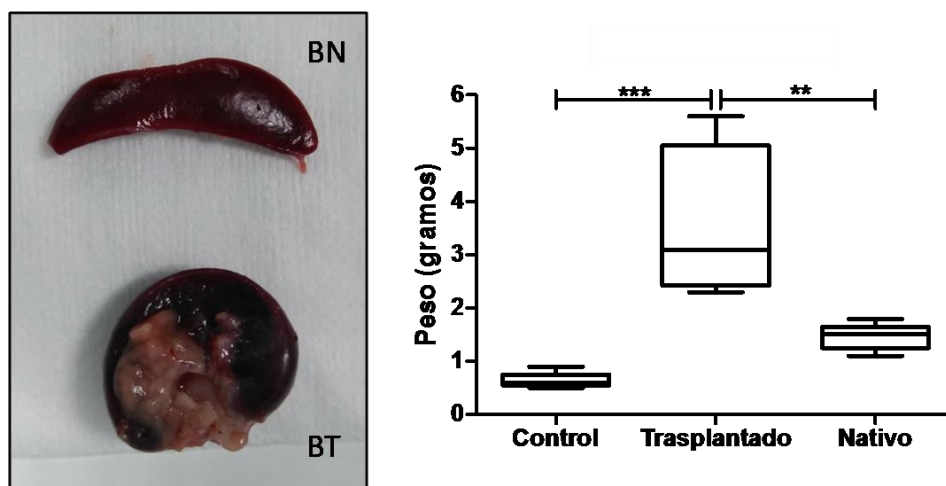 BN
BT
Peso (gramos)
6
5
4
3
2
1
0
***
**
Control Trasplantado Nativo